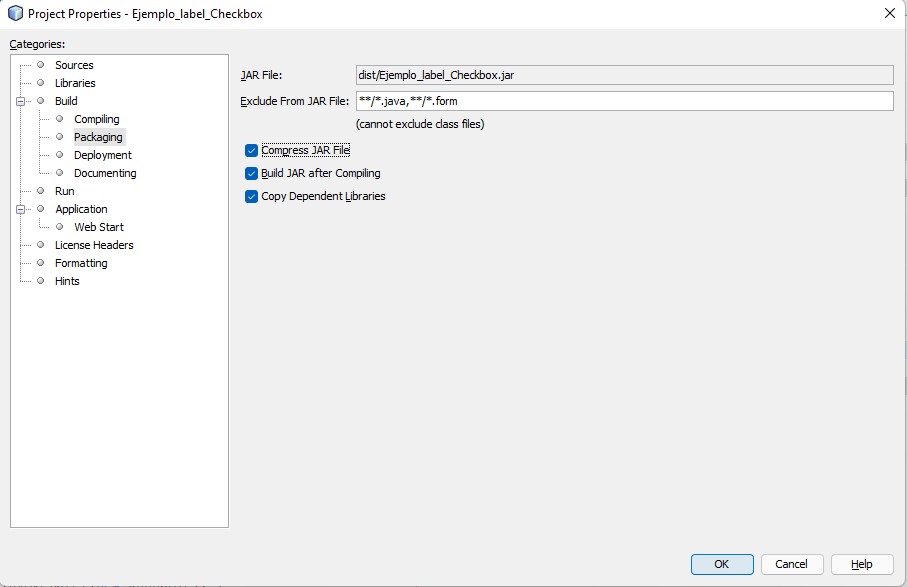 Project Properties - Ejemplo_label_Checkbox
Categories:
Sources
Libraries
Build
Compiling
Packaging
Deployment
Documenting
Run
Application
Web Start
License Headers
Formatting
Hints
JAR File: dist/Ejemplo_label_Checkbox.jar
Exclude From JAR File: **/*.java,**/*.form
(cannot exclude class files)
Compress JAR File
Build JAR after Compiling
Copy Dependent Libraries
OK Cancel Help